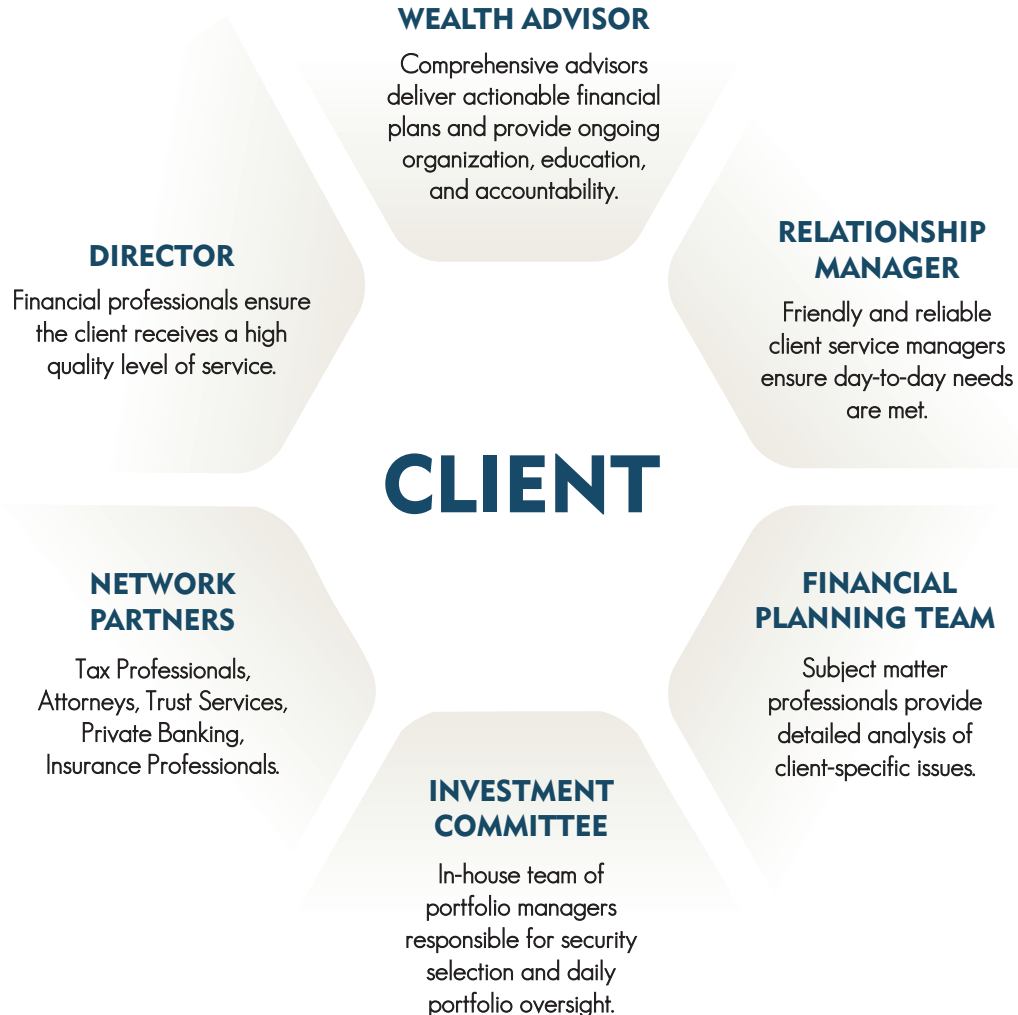 WEALTH ADVISOR
Comprehensive advisors
deliver actionable financial
plans and provide ongoing
organization, education,
and accountability.
RELATIONSHIP
MANAGER
Friendly and reliable
client service managers
ensure day-to-day needs
are met.
DIRECTOR
Financial professionals ensure
the client receives a high
quality level of service.
CLIENT
NETWORK
PARTNERS
Tax Professionals,
Attorneys, Trust Services,
Private Banking,
Insurance Professionals.
FINANCIAL
PLANNING TEAM
Subject matter
professionals provide
detailed analysis of
client-specific issues.
INVESTMENT
COMMITTEE
In-house team of
portfolio managers
responsible for security
selection and daily
portfolio oversight.